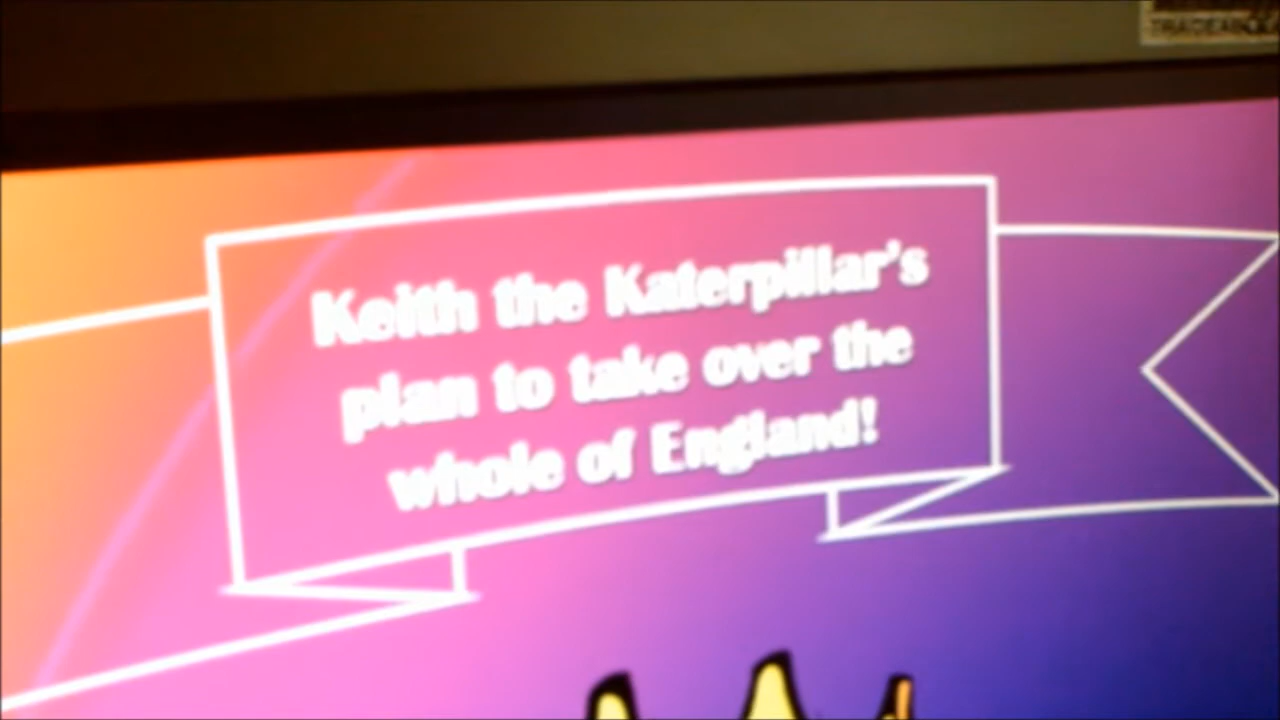 Keith the Katerpillar's
plan to take over the
whole of England!